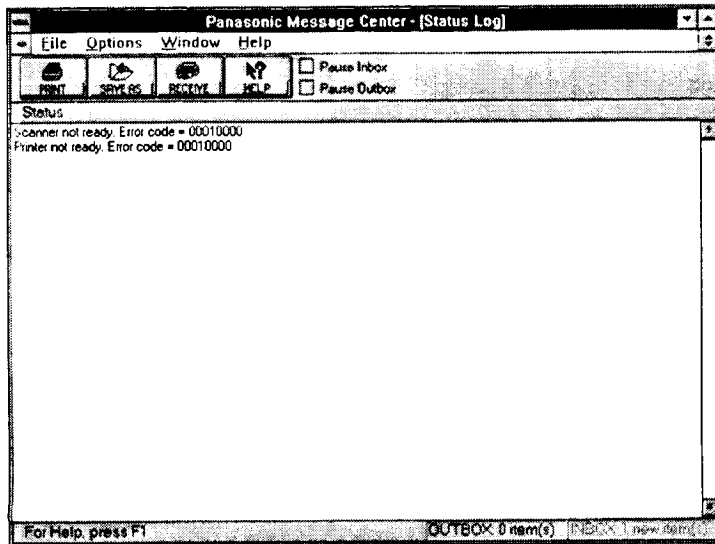 Panasonic Message Center - [Status Log]
File Options Window Help
PRINT SAVE AS RECEIVE HELP
Pause Inbox
Pause Outbox
Status
Scanner not ready. Error code = 00010000
Printer not ready. Error code = 00010000
For Help, press F1 OUTBOX 0 item(s) INBOX 1 new item(s)